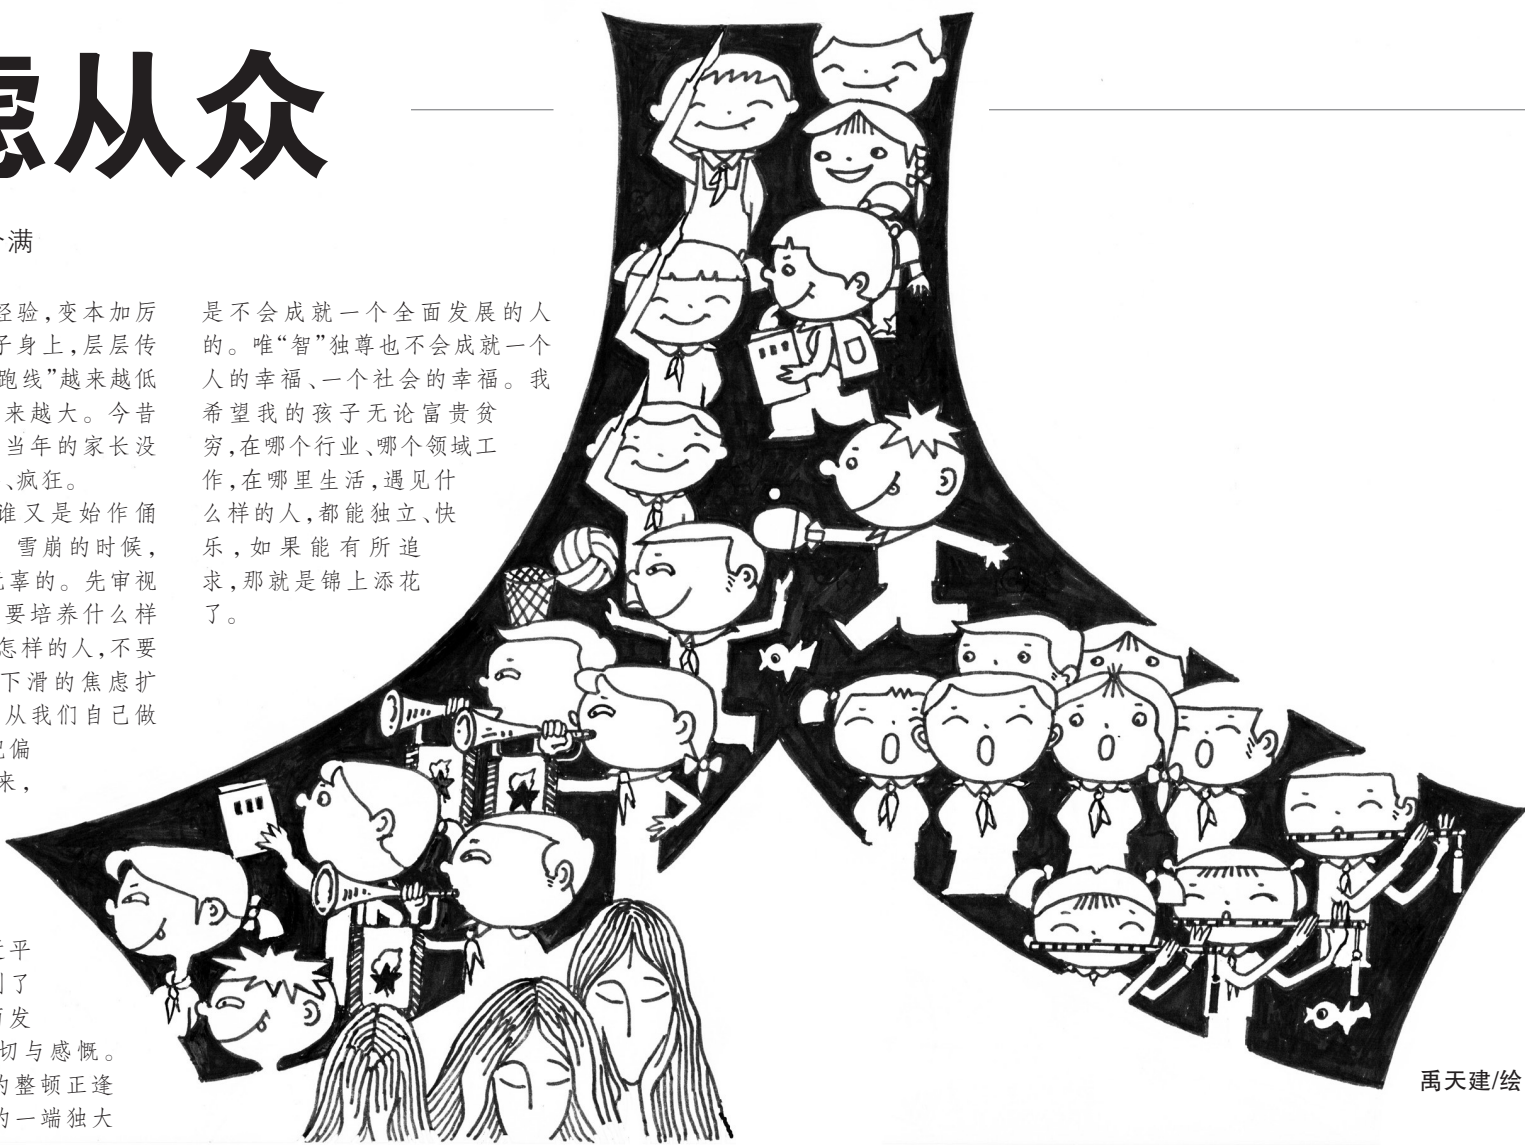 虑从众
满
经验，变本加厉
子身上，层层传
跑线”越来越低
来越大。今昔
当年的家长没
、疯狂。
谁又是始作俑
雪崩的时候，
辜的。先审视
要培养什么样
怎样的人，不要
下滑的焦虑扩
从我们自己做
偏
来，
平
了
发
切与感慨。
的整顿正逢
的一端独大
是不会成就一个全面发展的人
的。唯“智”独尊也不会成就一个
人的幸福、一个社会的幸福。我
希望我的孩子无论富贵贫
穷，在哪个行业、哪个领域工
作，在哪里生活，遇见什
么样的人，都能独立、快
乐，如果能有所追
求，那就是锦上添花
了。
禹天建/绘